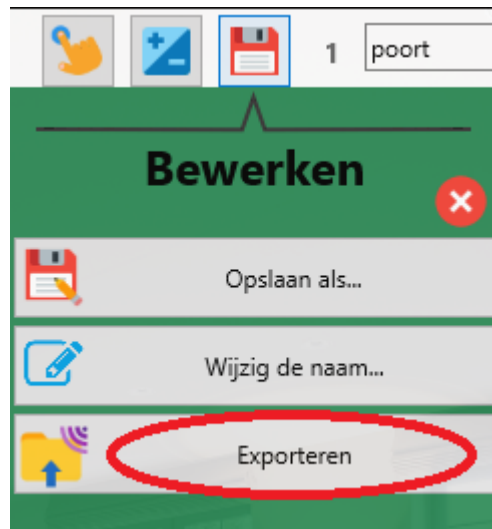 1 poort
Bewerken
Opslaan als...
Wijzig de naam...
Exporteren